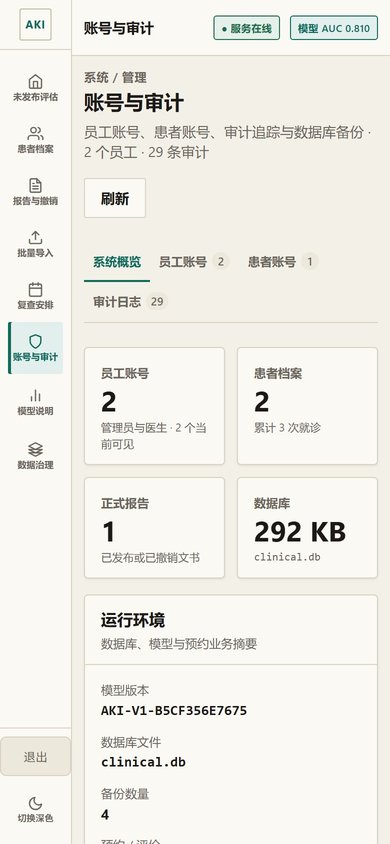 AKI
账号与审计
● 服务在线
模型 AUC 0.810
未发布评估
患者档案
报告与撤销
批量导入
复查安排
账号与审计
模型说明
数据治理
退出
切换深色
系统 / 管理
账号与审计
员工账号、患者账号、审计追踪与数据库备份 ·
2 个员工 · 29 条审计
刷新
系统概览
员工账号 2
患者账号 1
审计日志 29
员工账号
2
管理员与医生 · 2 个当
前可见
患者档案
2
累计 3 次就诊
正式报告
1
已发布或已撤销文书
数据库
292 KB
clinical.db
运行环境
数据库、模型与预约业务摘要
模型版本
AKI-V1-B5CF356E7675
数据库文件
clinical.db
备份数量
4
预约 / 评价